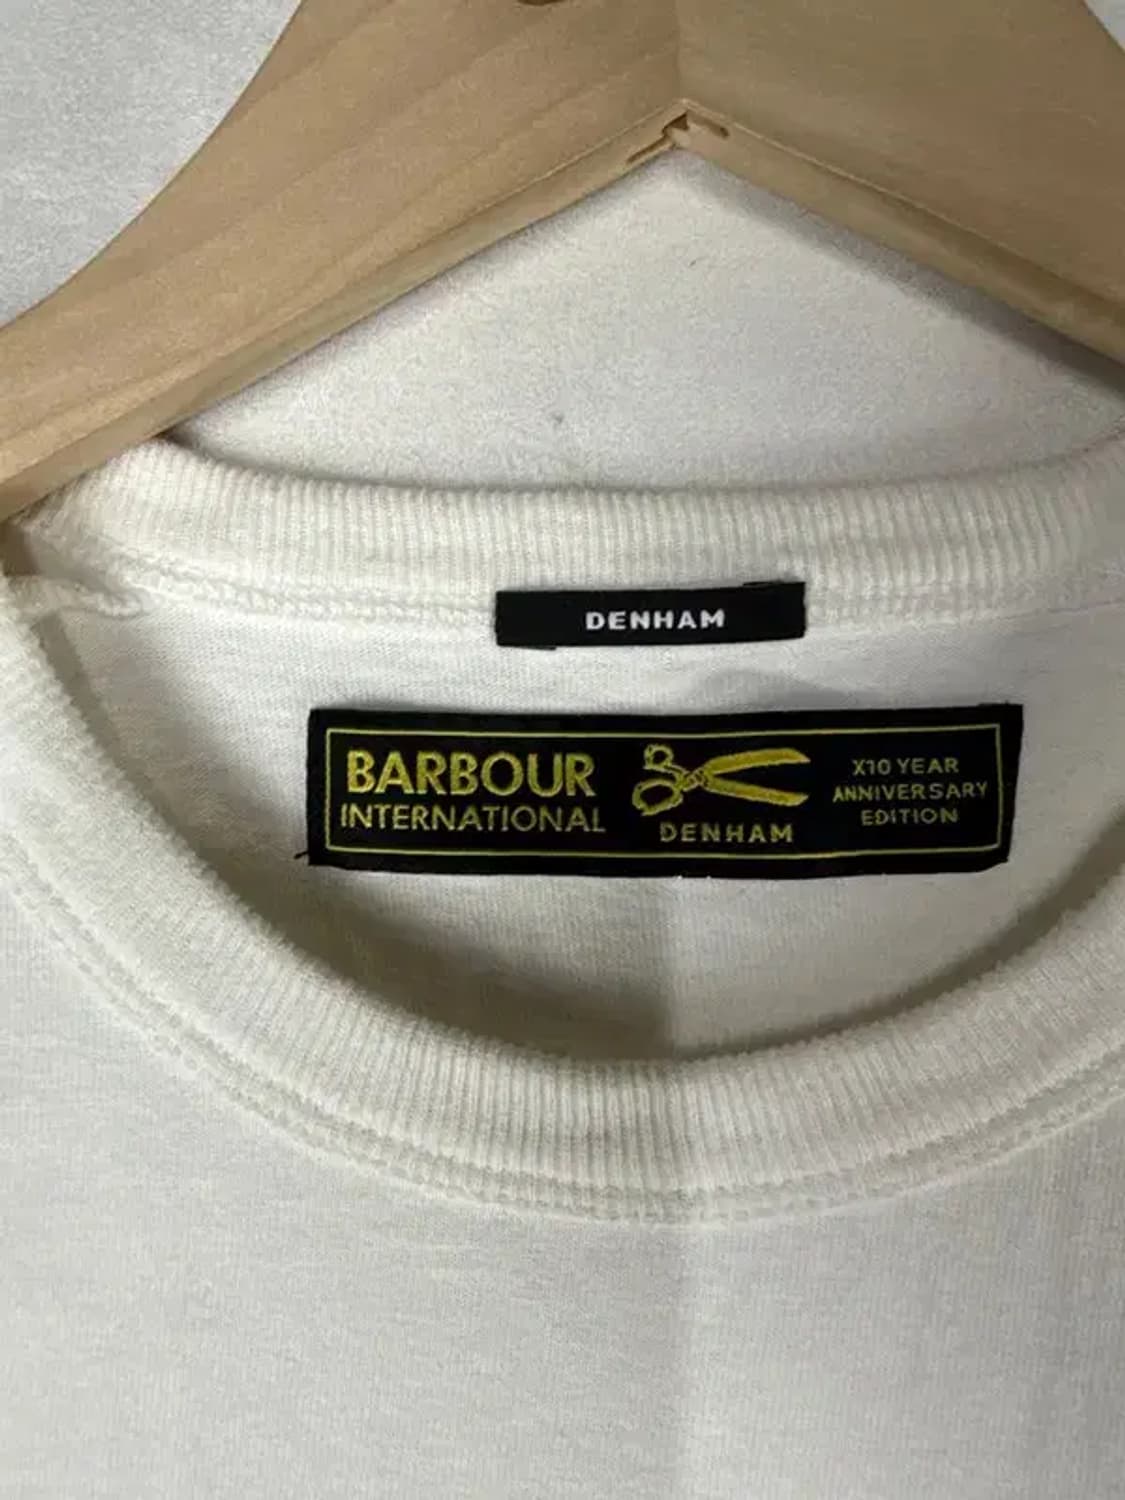 DENHAM
BARBOUR
INTERNATIONAL
DENHAM
X10 YEAR
ANNIVERSARY
EDITION